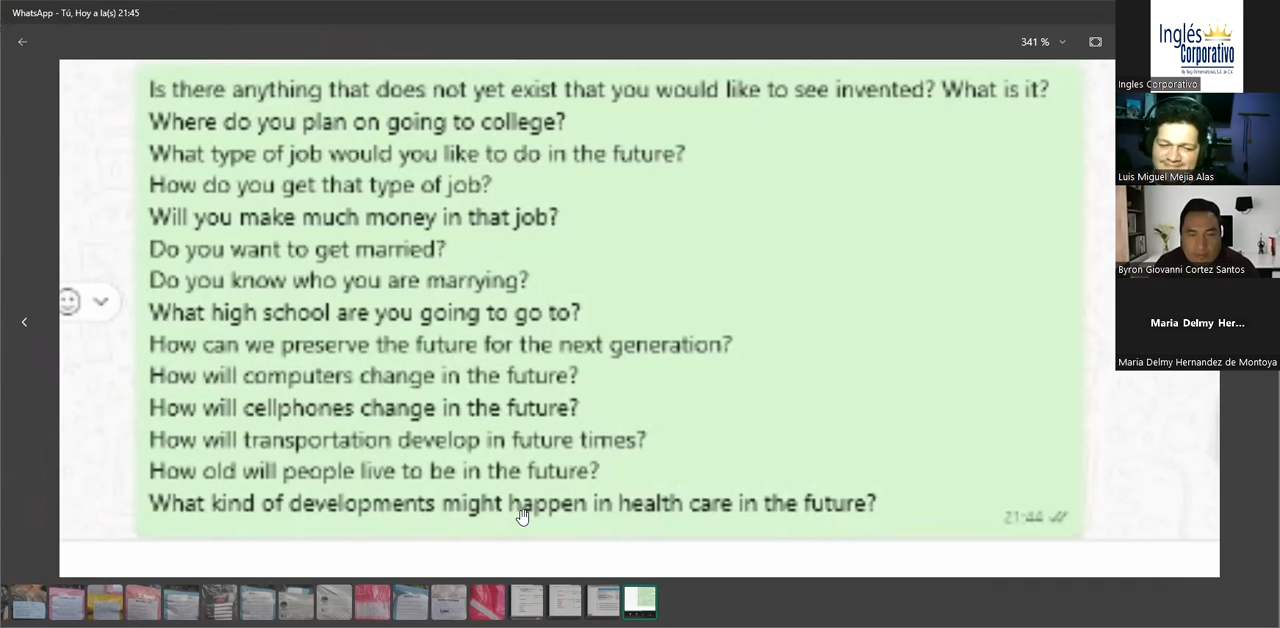 WhatsApp - Tú, Hoy a la(s) 21:45
341 %
Is there anything that does not yet exist that you would like to see invented? What is it?
Where do you plan on going to college?
What type of job would you like to do in the future?
How do you get that type of job?
Will you make much money in that job?
Do you want to get married?
Do you know who you are marrying?
What high school are you going to go to?
How can we preserve the future for the next generation?
How will computers change in the future?
How will cellphones change in the future?
How will transportation develop in future times?
How old will people live to be in the future?
What kind of developments might happen in health care in the future?
21:44
Inglés
Corporativo
Ingles Corporativo
Luis Miguel Mejia Alas
Byron Giovanni Cortez Santos
Maria Delmy Her...
Maria Delmy Hernandez de Montoya